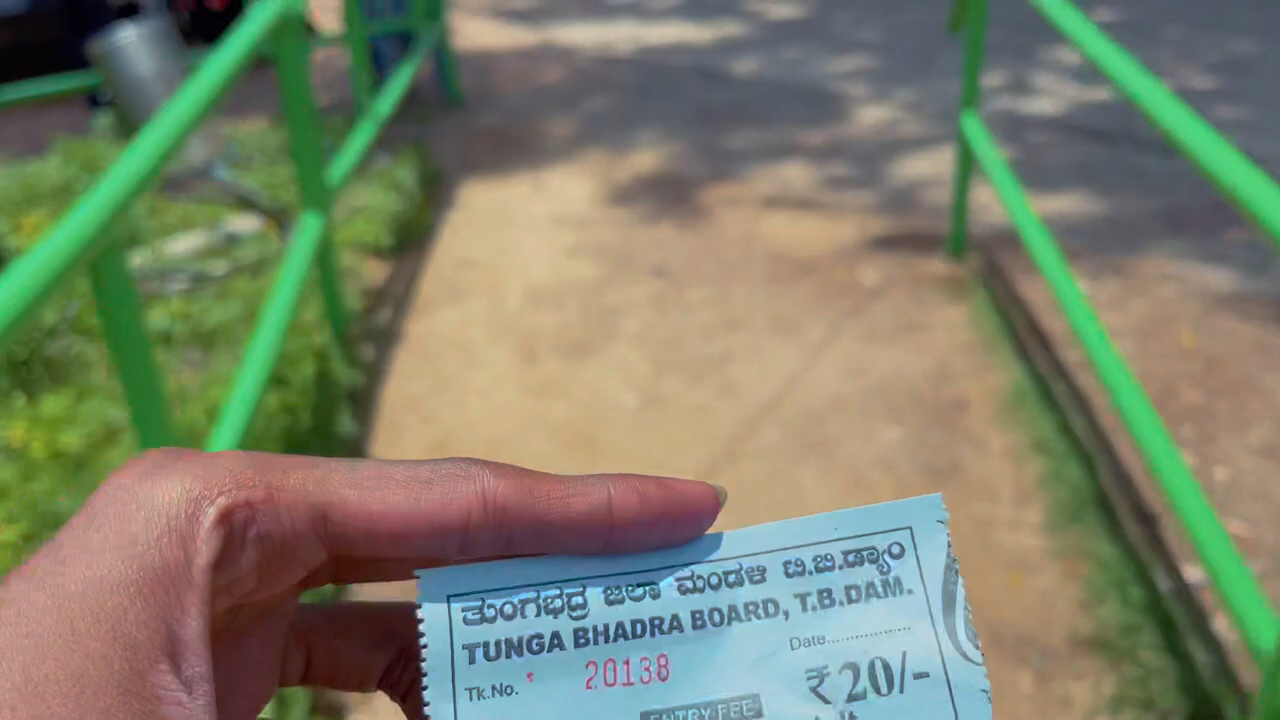 ತುಂಗಭದ್ರ ಜಲಾ ಮಂಡಳಿ ಟಿ.ಬಿ.ಡ್ಯಾಂ
TUNGA BHADRA BOARD, T.B.DAM.
Date..................
Tk.No. 20138
₹20/-
ENTRY FEE